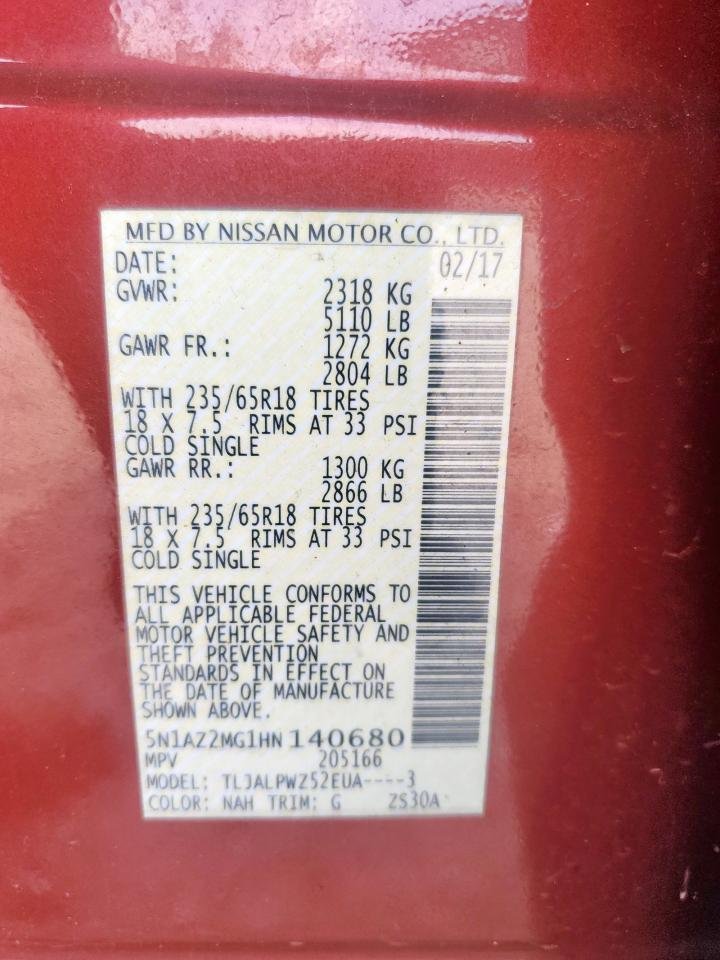 MFD BY NISSAN MOTOR CO., LTD.
DATE: 02/17
GVWR: 2318 KG
5110 LB
GAWR FR.: 1272 KG
2804 LB
WITH 235/65R18 TIRES
18 X 7.5 RIMS AT 33 PSI
COLD SINGLE
GAWR RR.: 1300 KG
2866 LB
WITH 235/65R18 TIRES
18 X 7.5 RIMS AT 33 PSI
COLD SINGLE
THIS VEHICLE CONFORMS TO
ALL APPLICABLE FEDERAL
MOTOR VEHICLE SAFETY AND
THEFT PREVENTION
STANDARDS IN EFFECT ON
THE DATE OF MANUFACTURE
SHOWN ABOVE.
5N1AZ2MG1HN140680
MPV 205166
MODEL: TLJALPWZ52EUA----3
COLOR: NAH TRIM: G ZS30A